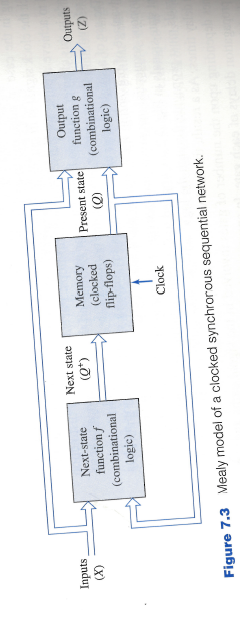 Inputs
(X)
Next-state
function f
(combinational
logic)
Next state
(Q⁺)
Memory
(clocked
flip-flops)
Clock
Present state
(Q)
Output
function g
(combinational
logic)
Outputs
(Z)
Figure 7.3 Mealy model of a clocked synchronous sequential network.